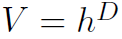 V = h^D